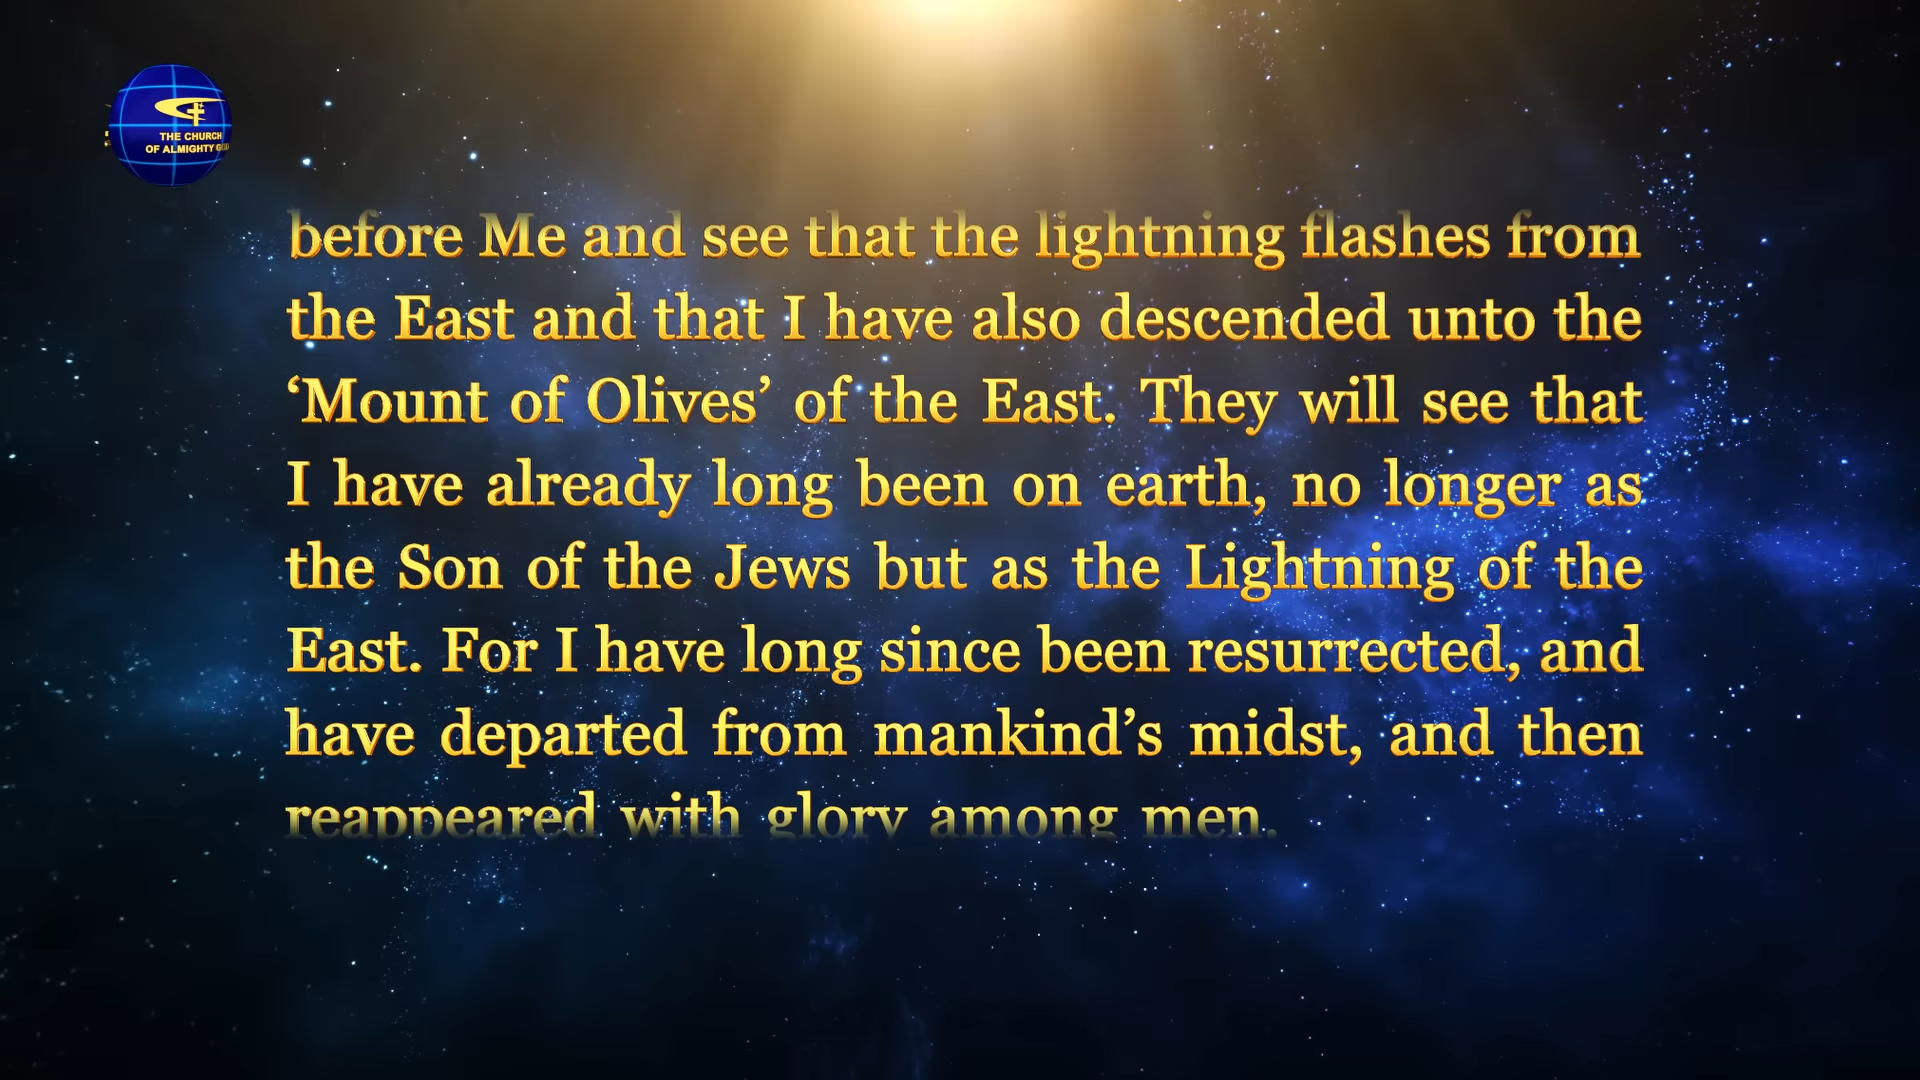 THE CHURCH
OF ALMIGHTY GOD
before Me and see that the lightning flashes from
the East and that I have also descended unto the
‘Mount of Olives’ of the East. They will see that
I have already long been on earth, no longer as
the Son of the Jews but as the Lightning of the
East. For I have long since been resurrected, and
have departed from mankind’s midst, and then
reappeared with glory among men.